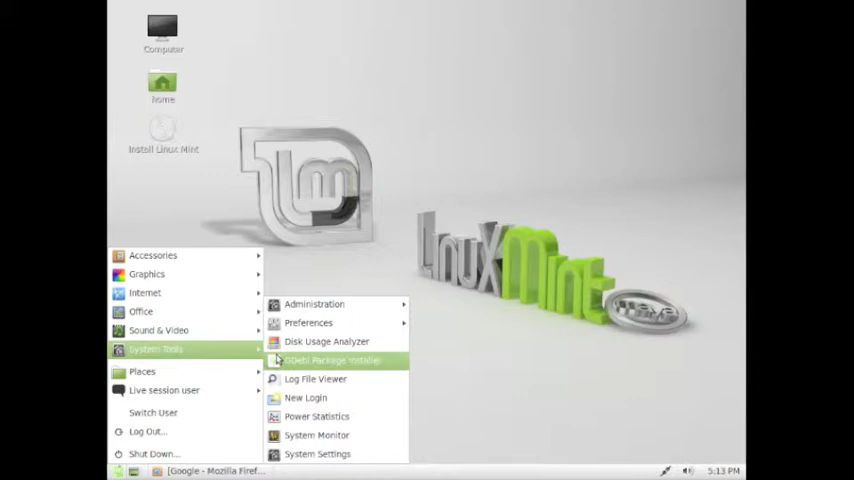 Computer
home
Install Linux Mint
Lm
Linux Mint
maya
Accessories
Graphics
Internet
Office
Sound & Video
System Tools
Places
Live session user
Switch User
Log Out...
Shut Down...
Administration
Preferences
Disk Usage Analyzer
GDebi Package Installer
Log File Viewer
New Login
Power Statistics
System Monitor
System Settings
[Google - Mozilla Firef...
5:13 PM